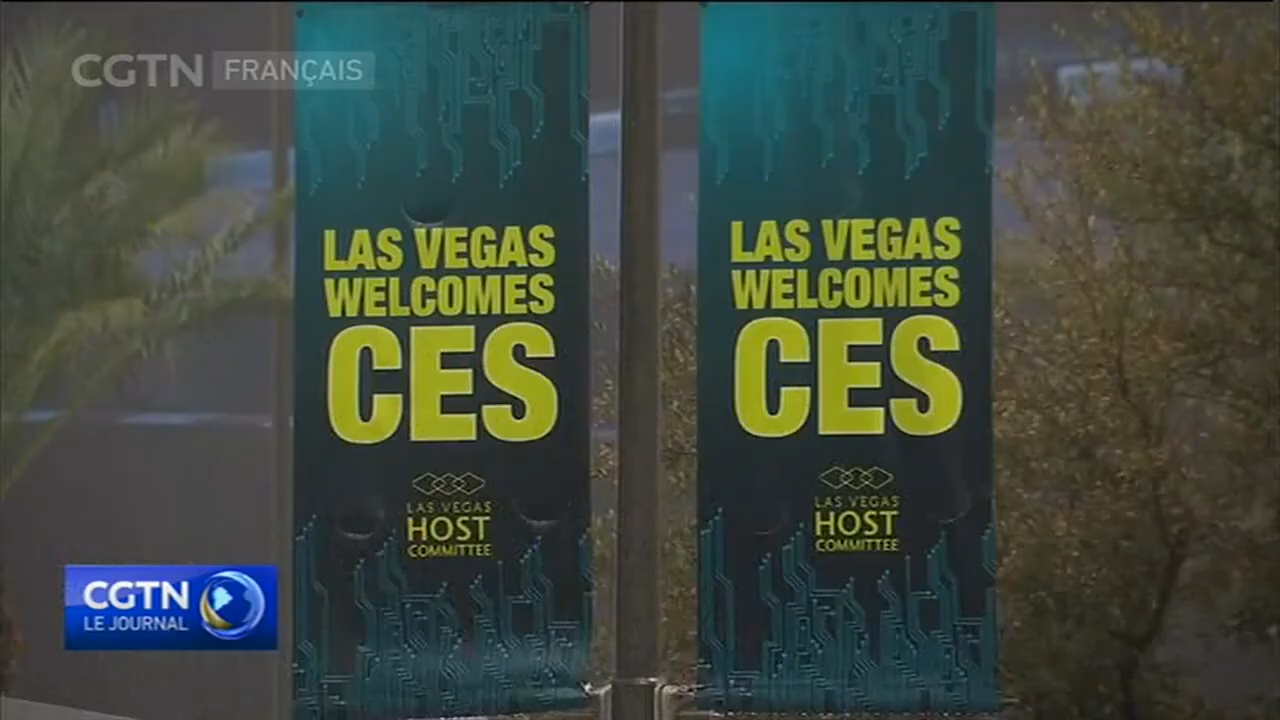 CGTN FRANÇAIS
LAS VEGAS
WELCOMES
CES
LAS VEGAS
HOST
COMMITTEE
LAS VEGAS
WELCOMES
CES
LAS VEGAS
HOST
COMMITTEE
CGTN
LE JOURNAL